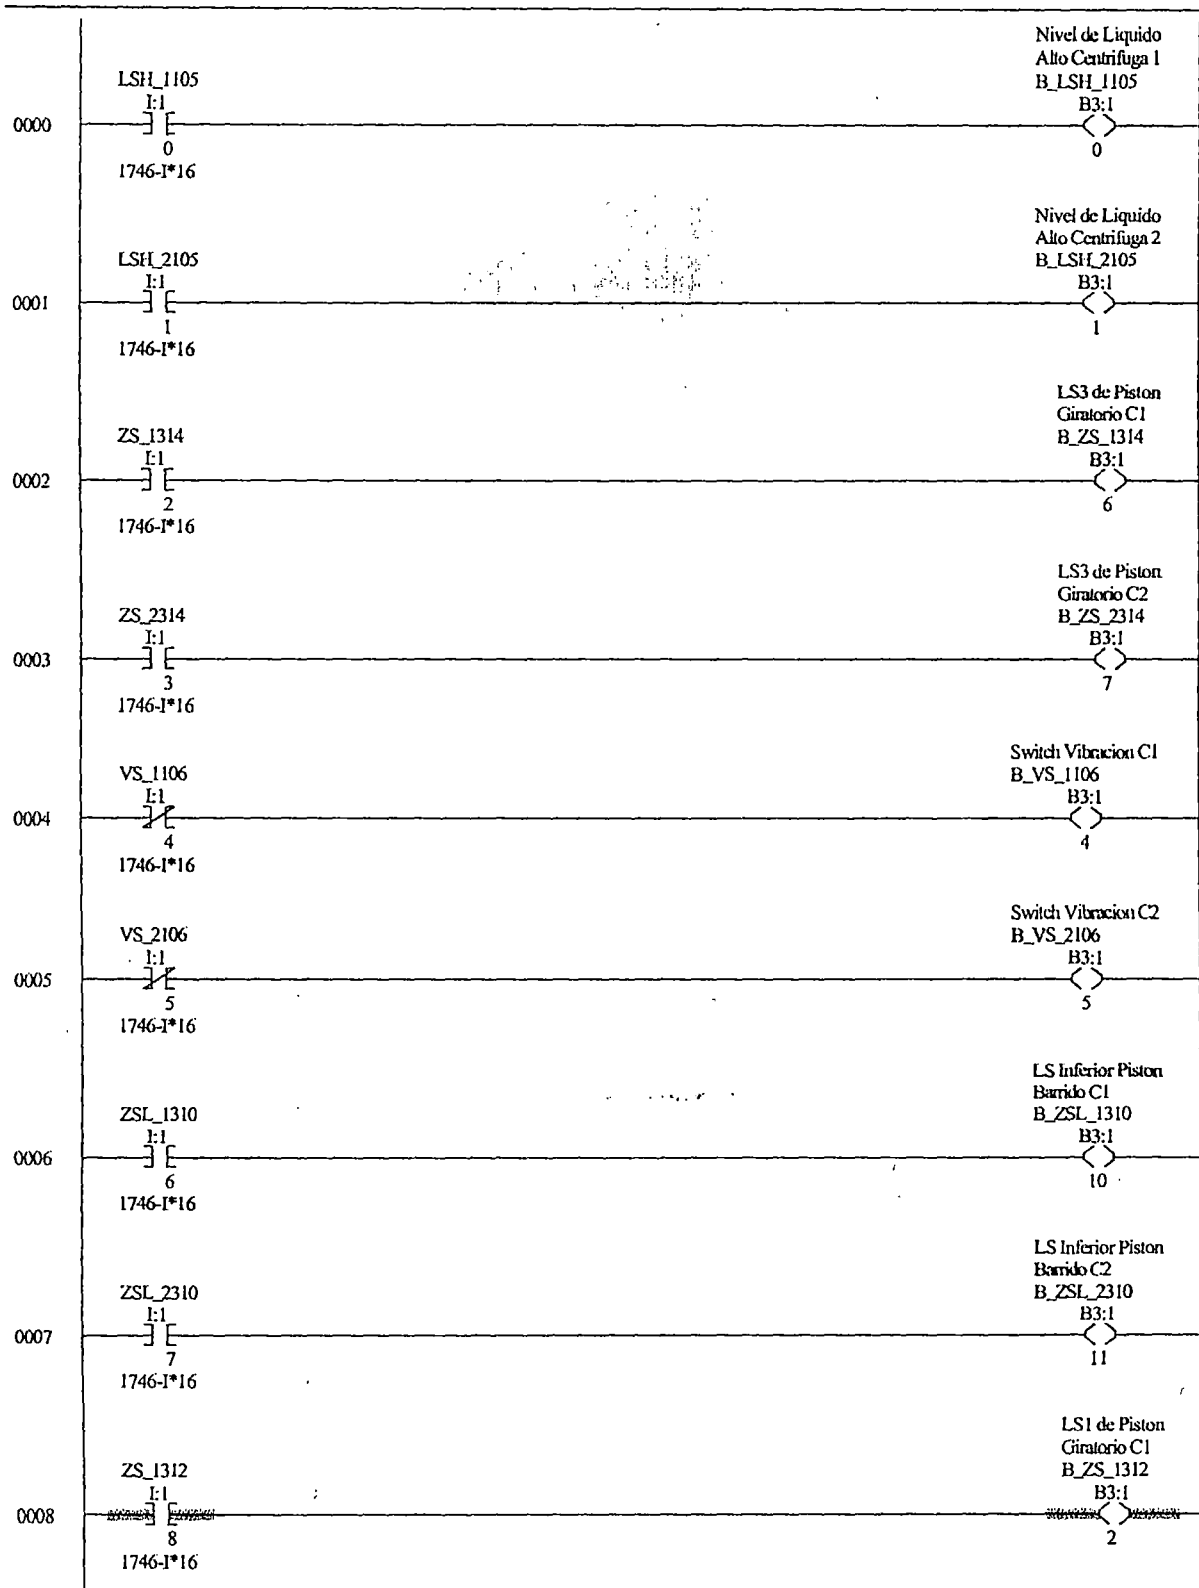 Nivel de Liquido
Alto Centrifuga 1
LSH_1105
B_LSH_1105
I:1
B3:1
0000
0
0
1746-I*16
Nivel de Liquido
Alto Centrifuga 2
LSH_2105
B_LSH_2105
I:1
B3:1
0001
1
1
1746-I*16
LS3 de Piston
Giratorio C1
ZS_1314
B_ZS_1314
I:1
B3:1
0002
2
6
1746-I*16
LS3 de Piston
Giratorio C2
ZS_2314
B_ZS_2314
I:1
B3:1
0003
3
7
1746-I*16
Switch Vibracion C1
VS_1106
B_VS_1106
I:1
B3:1
0004
4
4
1746-I*16
Switch Vibracion C2
VS_2106
B_VS_2106
I:1
B3:1
0005
5
5
1746-I*16
LS Inferior Piston
Barrido C1
ZSL_1310
B_ZSL_1310
I:1
B3:1
0006
6
10
1746-I*16
LS Inferior Piston
Barrido C2
ZSL_2310
B_ZSL_2310
I:1
B3:1
0007
7
11
1746-I*16
LS1 de Piston
Giratorio C1
ZS_1312
B_ZS_1312
I:1
B3:1
0008
8
2
1746-I*16